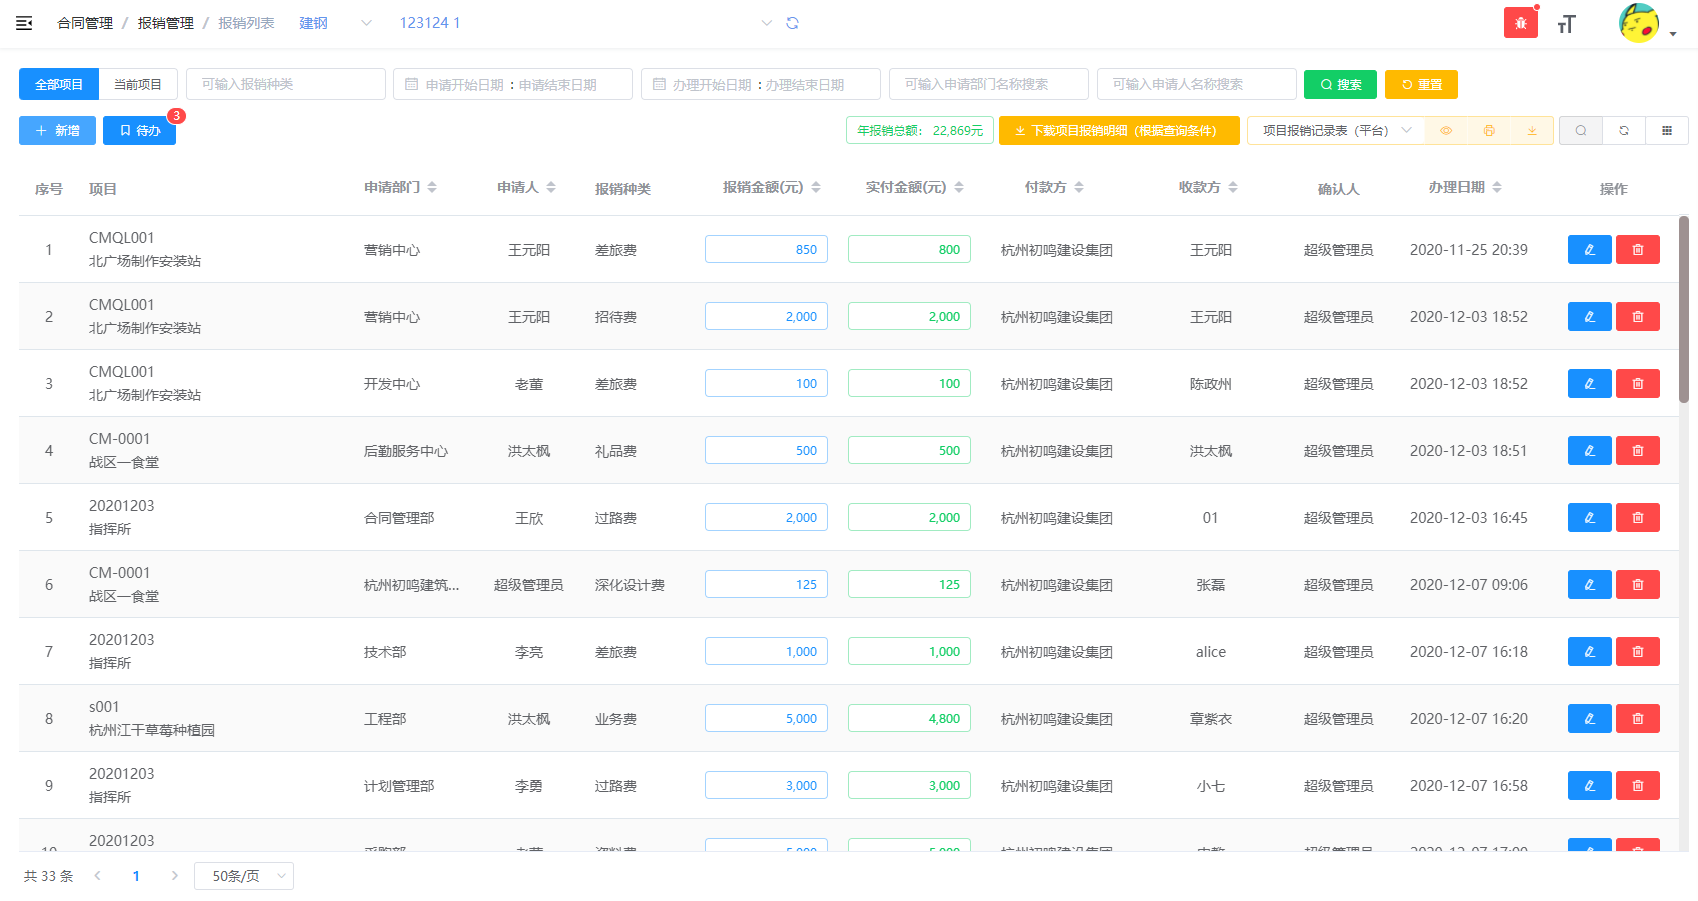 合同管理 / 报销管理 / 报销列表 建钢 123124 1
全部项目 当前项目 可输入报销种类 申请开始日期 : 申请结束日期 办理开始日期 : 办理结束日期 可输入申请部门名称搜索 可输入申请人名称搜索 搜索 重置
新增 待办 3 年报销总额: 22,869元 下载项目报销明细（根据查询条件） 项目报销记录表（平台）
序号 项目 申请部门 申请人 报销种类 报销金额(元) 实付金额(元) 付款方 收款方 确认人 办理日期 操作
CMQL001
1 北广场制作安装站 营销中心 王元阳 差旅费 850 800 杭州初鸣建设集团 王元阳 超级管理员 2020-11-25 20:39
CMQL001
2 北广场制作安装站 营销中心 王元阳 招待费 2,000 2,000 杭州初鸣建设集团 王元阳 超级管理员 2020-12-03 18:52
CMQL001
3 北广场制作安装站 开发中心 老董 差旅费 100 100 杭州初鸣建设集团 陈政州 超级管理员 2020-12-03 18:52
CM-0001
4 战区一食堂 后勤服务中心 洪太枫 礼品费 500 500 杭州初鸣建设集团 洪太枫 超级管理员 2020-12-03 18:51
20201203
5 指挥所 合同管理部 王欣 过路费 2,000 2,000 杭州初鸣建设集团 01 超级管理员 2020-12-03 16:45
CM-0001
6 战区一食堂 杭州初鸣建筑... 超级管理员 深化设计费 125 125 杭州初鸣建设集团 张磊 超级管理员 2020-12-07 09:06
20201203
7 指挥所 技术部 李亮 差旅费 1,000 1,000 杭州初鸣建设集团 alice 超级管理员 2020-12-07 16:18
s001
8 杭州江干草莓种植园 工程部 洪太枫 业务费 5,000 4,800 杭州初鸣建设集团 章紫衣 超级管理员 2020-12-07 16:20
20201203
9 指挥所 计划管理部 李勇 过路费 3,000 3,000 杭州初鸣建设集团 小七 超级管理员 2020-12-07 16:58
20201203
共 33 条 1 50条/页